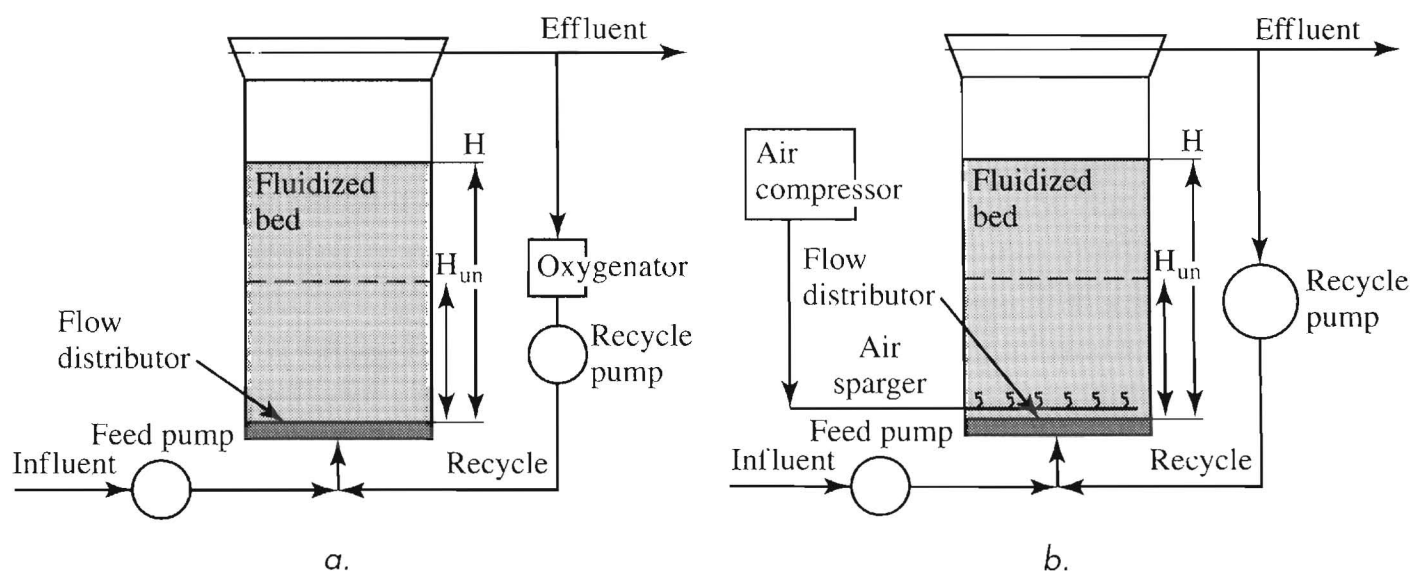 Effluent
H
Fluidized
bed
H_un
Oxygenator
Flow
distributor
Recycle
pump
Feed pump
Influent
Recycle
a.
Effluent
H
Air
compressor
Fluidized
bed
Flow
distributor
H_un
Recycle
pump
Air
sparger
Feed pump
Influent
Recycle
b.